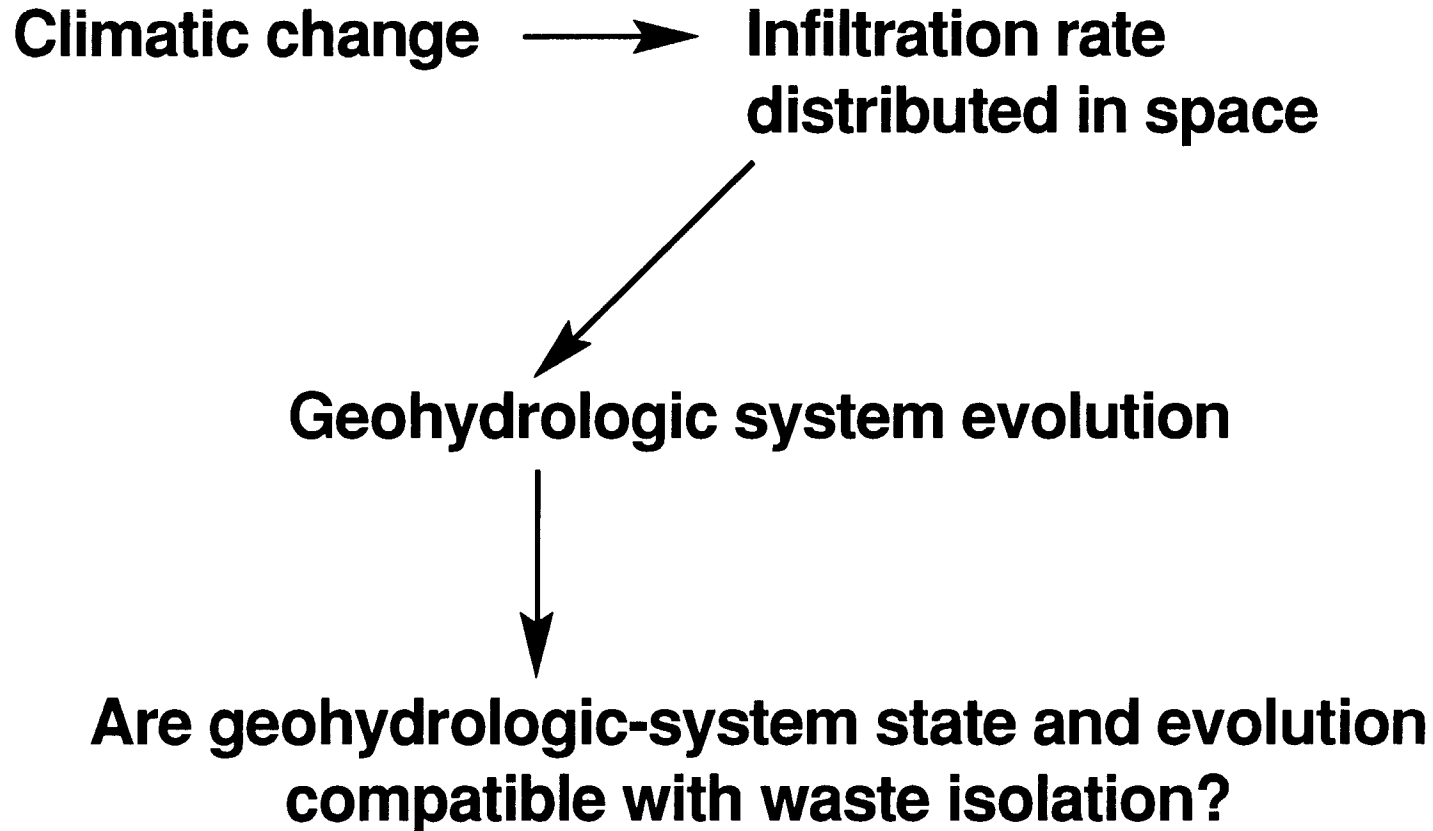 Climatic change
Infiltration rate
distributed in space
Geohydrologic system evolution
Are geohydrologic-system state and evolution
compatible with waste isolation?